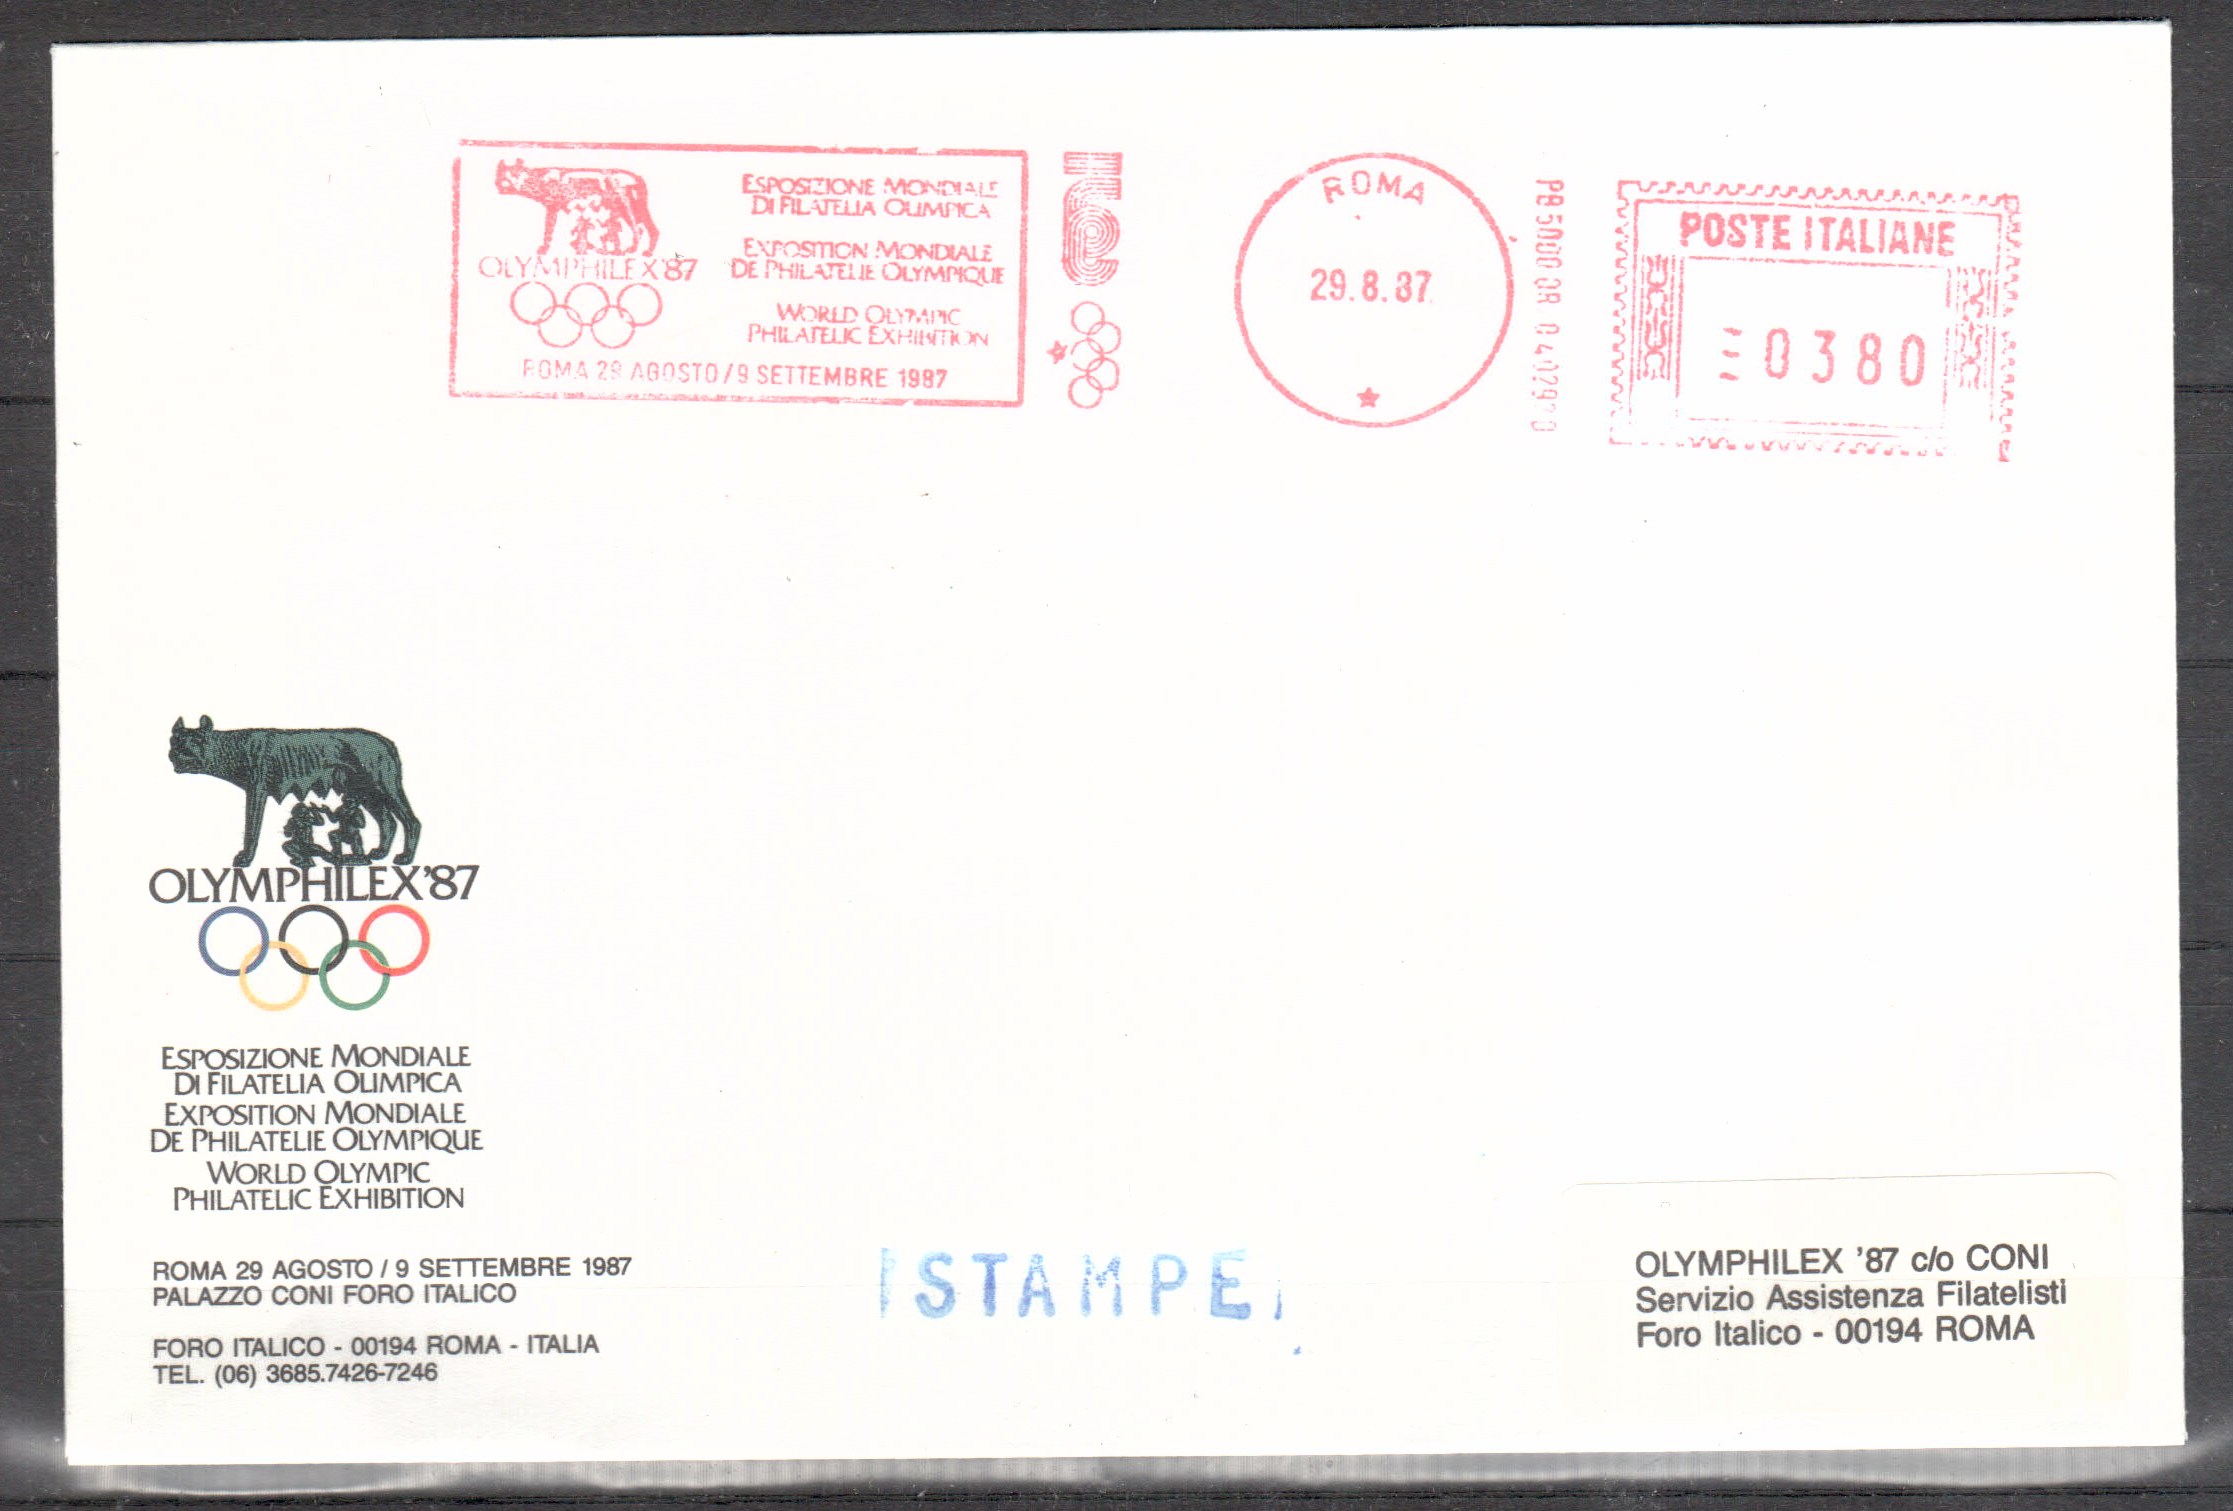 OLYMPHILEX'87
ESPOSIZIONE MONDIALE
DI FILATELIA OLIMPICA
EXPOSITION MONDIALE
DE PHILATELIE OLYMPIQUE
WORLD OLYMPIC
PHILATELIC EXHIBITION
ROMA 29 AGOSTO/9 SETTEMBRE 1987
ROMA
29.8.87
POSTE ITALIANE
0380
OLYMPHILEX'87
ESPOSIZIONE MONDIALE
DI FILATELIA OLIMPICA
EXPOSITION MONDIALE
DE PHILATELIE OLYMPIQUE
WORLD OLYMPIC
PHILATELIC EXHIBITION
ROMA 29 AGOSTO / 9 SETTEMBRE 1987
PALAZZO CONI FORO ITALICO
FORO ITALICO - 00194 ROMA - ITALIA
TEL. (06) 3685.7426-7246
STAMPE
OLYMPHILEX '87 c/o CONI
Servizio Assistenza Filatelisti
Foro Italico - 00194 ROMA